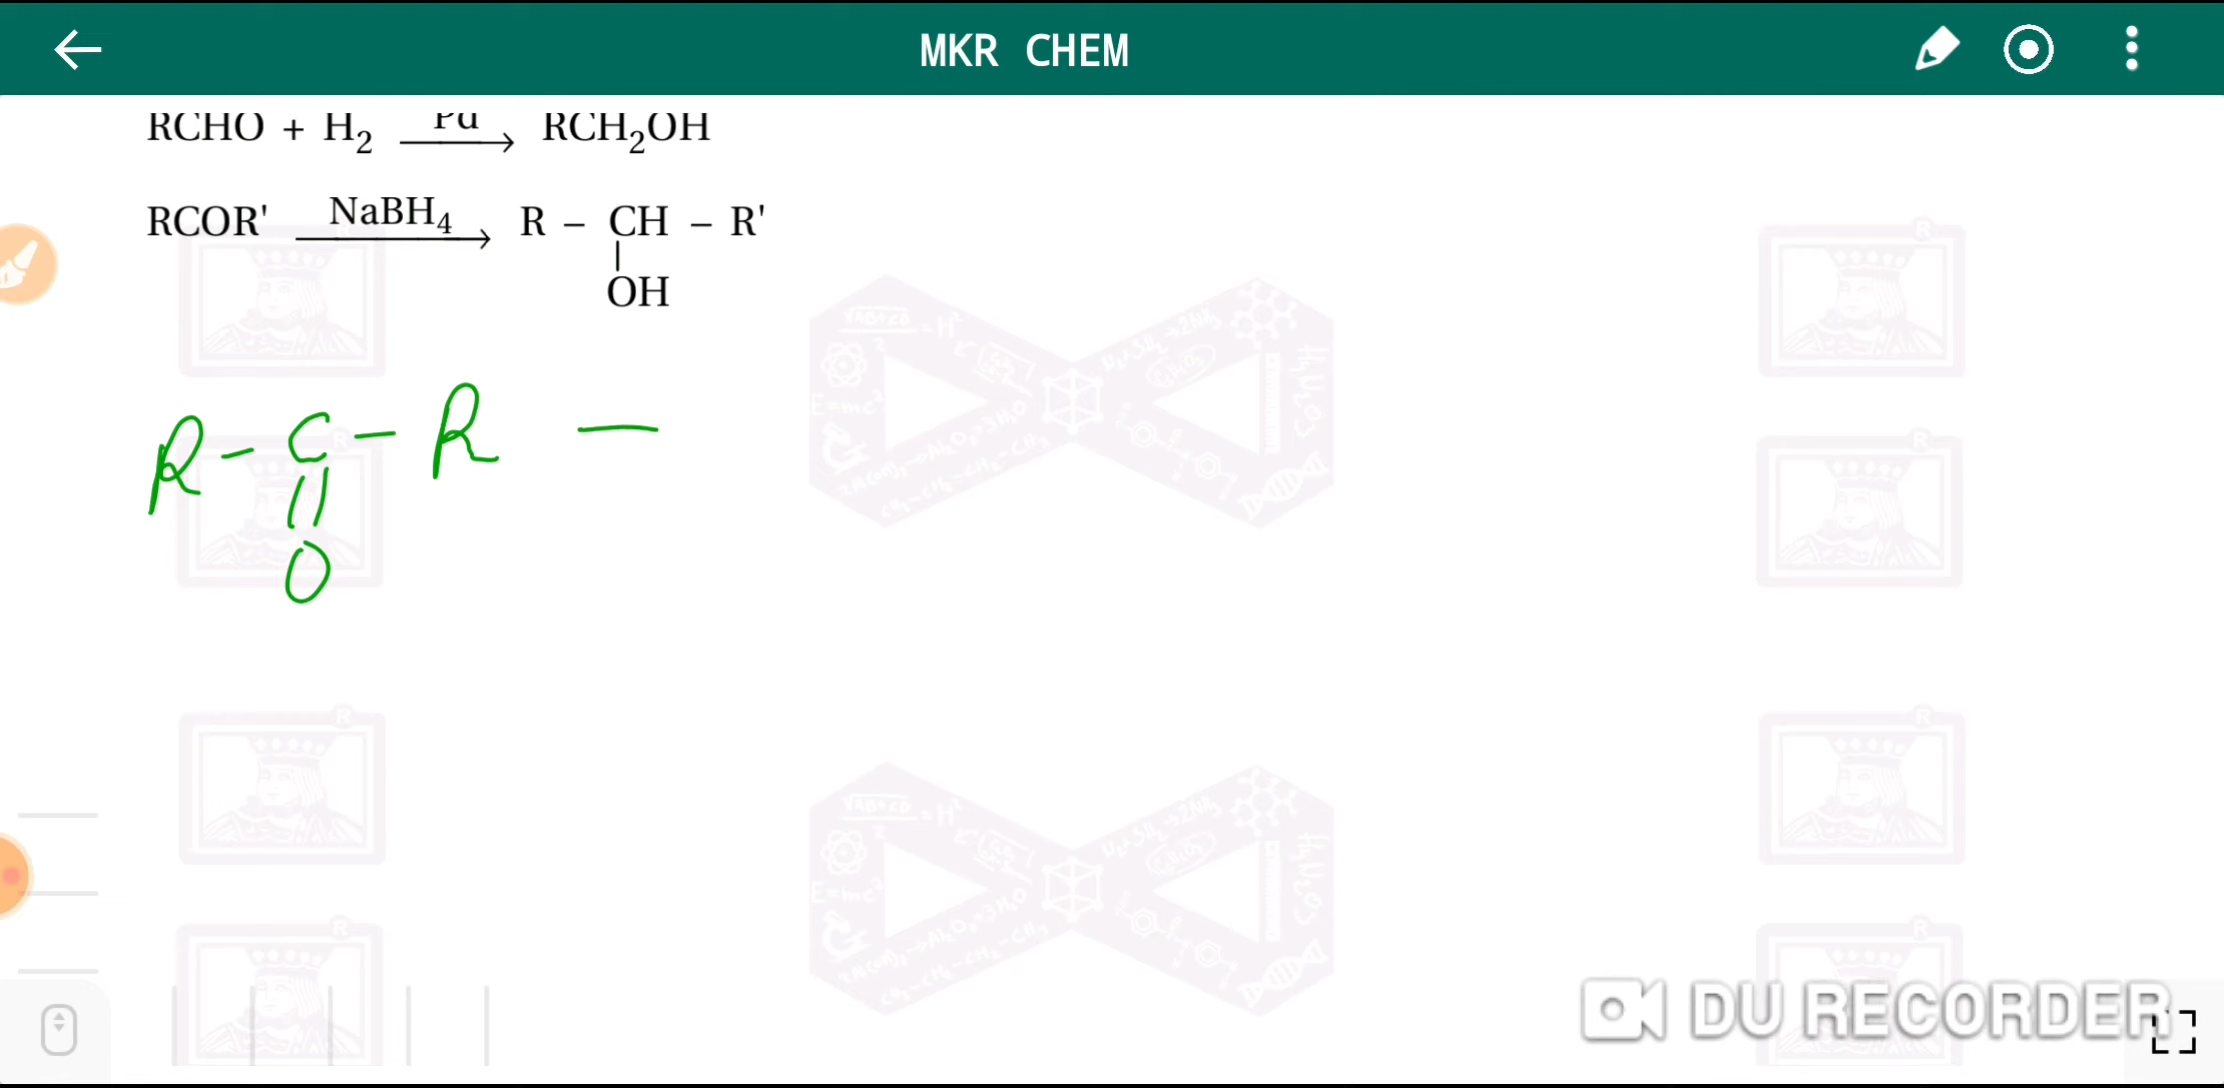 MKR CHEM
RCHO + H₂ —Pd→ RCH₂OH
RCOR' —NaBH₄→ R – CH – R'
|
OH
R – C – R —
||
O
DU RECORDER